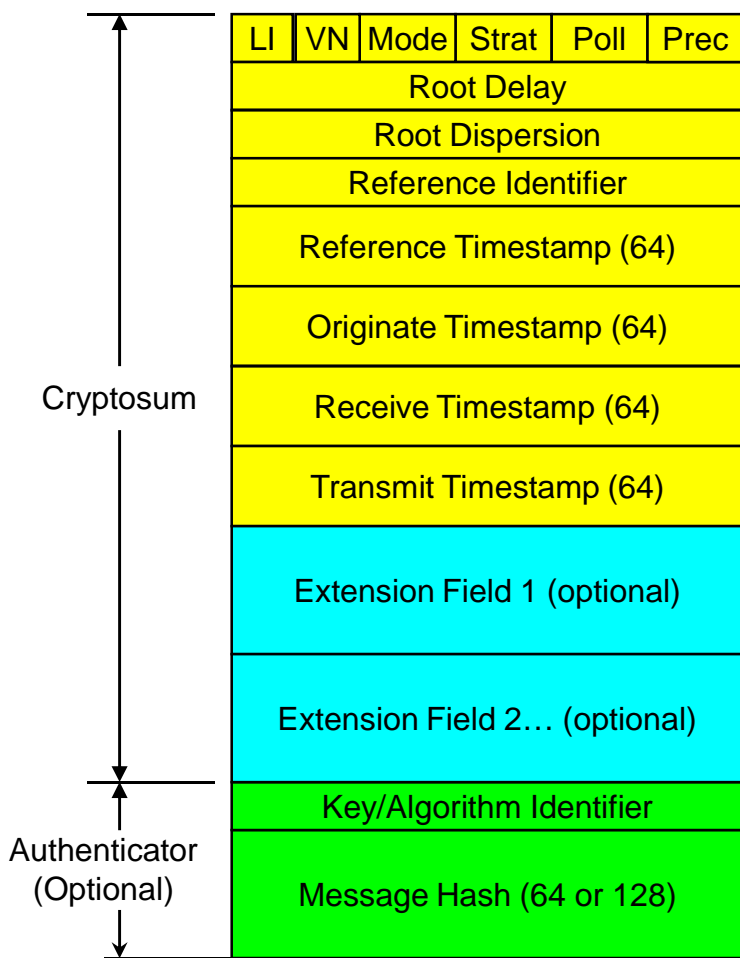 LI VN Mode Strat Poll Prec
Root Delay
Root Dispersion
Reference Identifier
Reference Timestamp (64)
Originate Timestamp (64)
Cryptosum
Receive Timestamp (64)
Transmit Timestamp (64)
Extension Field 1 (optional)
Extension Field 2… (optional)
Key/Algorithm Identifier
Authenticator
(Optional)
Message Hash (64 or 128)